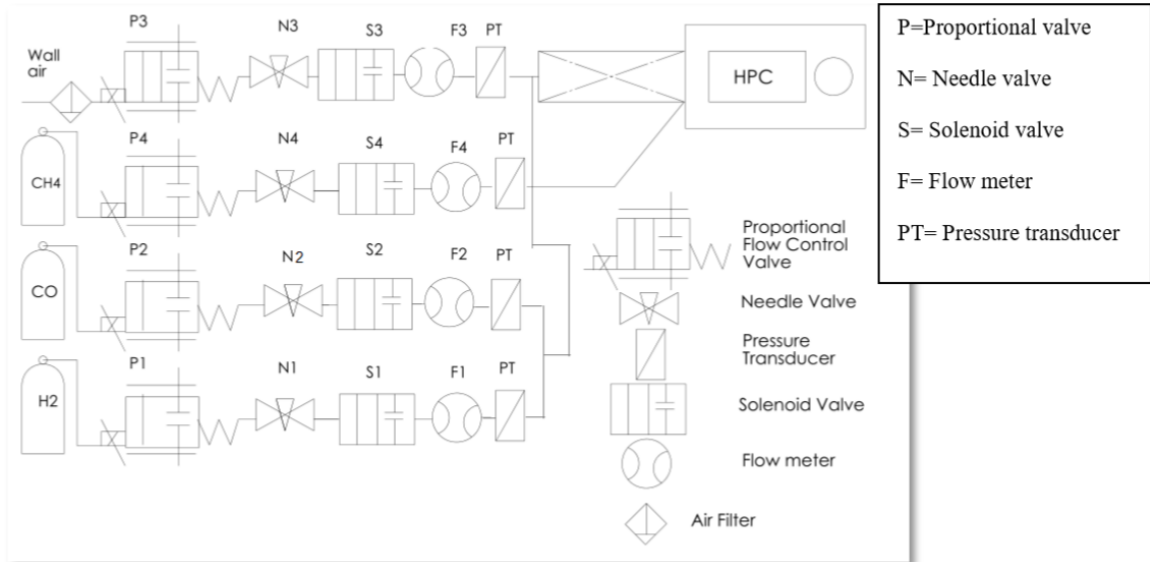 P3
N3
S3
F3
PT
Wall
air
HPC
P4
N4
S4
F4
PT
CH4
P2
N2
S2
F2
PT
CO
P1
N1
S1
F1
PT
H2
Proportional
Flow Control
Valve
Needle Valve
Pressure
Transducer
Solenoid Valve
Flow meter
Air Filter
P=Proportional valve
N= Needle valve
S= Solenoid valve
F= Flow meter
PT= Pressure transducer